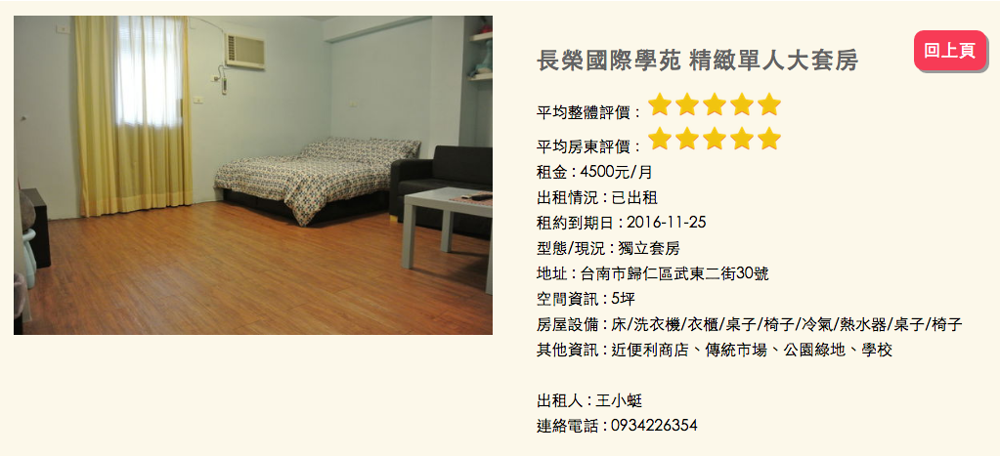 長榮國際學苑 精緻單人大套房
回上頁
平均整體評價 :
平均房東評價 :
租金 : 4500元/月
出租情況 : 已出租
租約到期日 : 2016-11-25
型態/現況 : 獨立套房
地址 : 台南市歸仁區武東二街30號
空間資訊 : 5坪
房屋設備 : 床/洗衣機/衣櫃/桌子/椅子/冷氣/熱水器/桌子/椅子
其他資訊 : 近便利商店、傳統市場、公園綠地、學校
出租人 : 王小蜓
連絡電話 : 0934226354